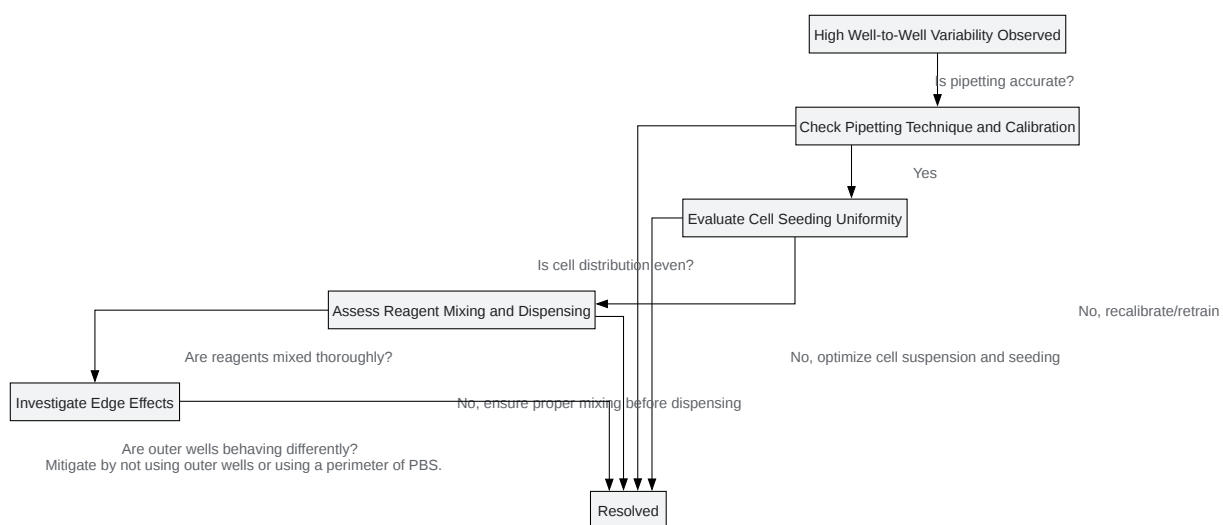 High Well-to-Well Variability Observed
Is pipetting accurate?
Check Pipetting Technique and Calibration
Yes
Evaluate Cell Seeding Uniformity
Is cell distribution even?
Assess Reagent Mixing and Dispensing
No, recalibrate/retrain
Are reagents mixed thoroughly?
No, optimize cell suspension and seeding
Investigate Edge Effects
No, ensure proper mixing before dispensing
Are outer wells behaving differently?
Mitigate by not using outer wells or using a perimeter of PBS.
Resolved